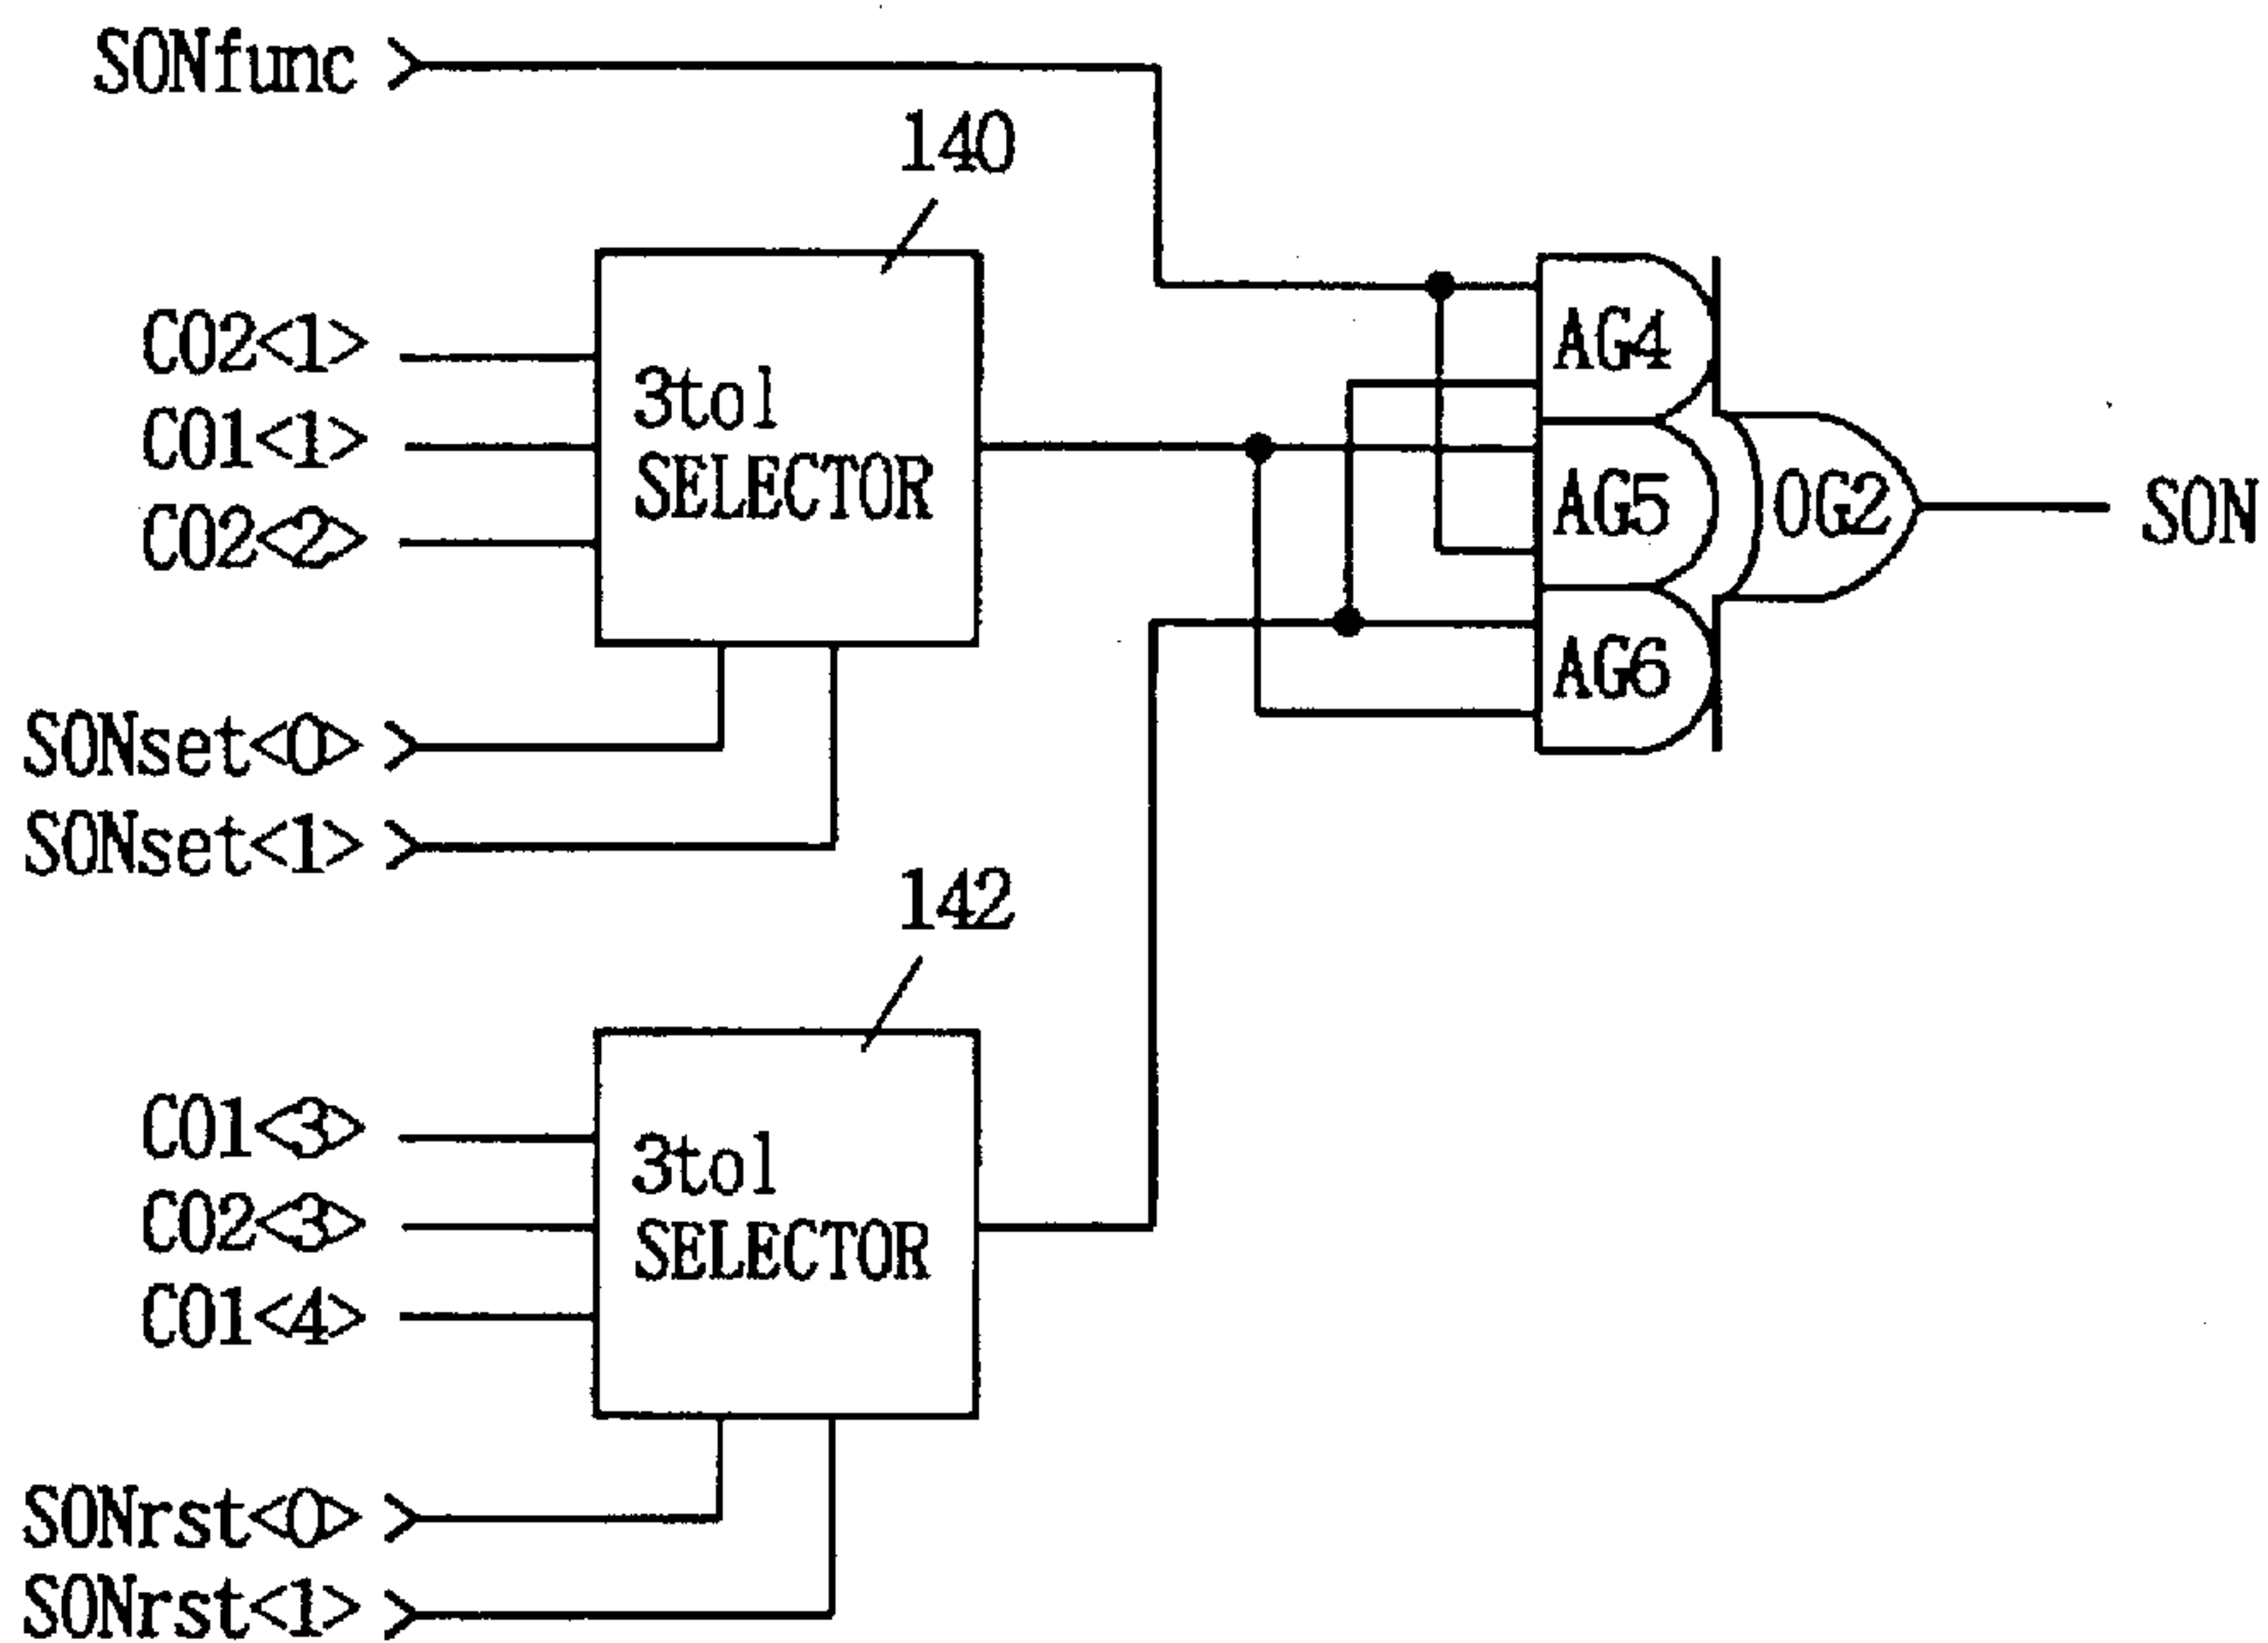 SONfunc
140
CO2<1>
CO1<1>
CO2<2>
3to1
SELECTOR
AG4
AG5
AG6
OG2
SON
SONset<0>
SONset<1>
142
CO1<3>
CO2<3>
CO1<4>
3to1
SELECTOR
SONrst<0>
SONrst<1>